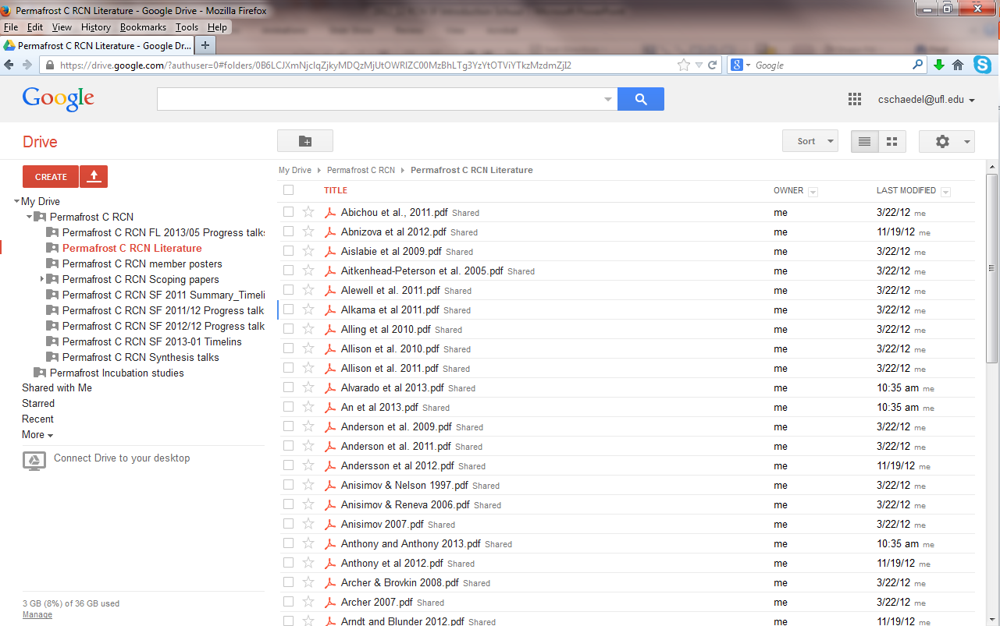 Permafrost C RCN Literature - Google Drive - Mozilla Firefox
File Edit View History Bookmarks Tools Help
Permafrost C RCN Literature - Google Dr... +
Google
Google
cschaedel@ufl.edu
Drive
Sort
CREATE
My Drive
Permafrost C RCN
Permafrost C RCN FL 2013/05 Progress talks
Permafrost C RCN Literature
Permafrost C RCN member posters
Permafrost C RCN Scoping papers
Permafrost C RCN SF 2011 Summary_Timeli
Permafrost C RCN SF 2011/12 Progress talk
Permafrost C RCN SF 2012/12 Progress talk
Permafrost C RCN SF 2013-01 Timelins
Permafrost C RCN Synthesis talks
Permafrost Incubation studies
Shared with Me
Starred
Recent
More
Connect Drive to your desktop
3 GB (8%) of 36 GB used
Manage
My Drive Permafrost C RCN Permafrost C RCN Literature
TITLE OWNER LAST MODIFIED
Abichou et al., 2011.pdf Shared me 3/22/12 me
Abnizova et al 2012.pdf Shared me 11/19/12 me
Aislabie et al 2009.pdf Shared me 3/22/12 me
Aitkenhead-Peterson et al. 2005.pdf Shared me 3/22/12 me
Alewell et al. 2011.pdf Shared me 3/22/12 me
Alkama et al 2011.pdf Shared me 3/22/12 me
Alling et al 2010.pdf Shared me 3/22/12 me
Allison et al. 2010.pdf Shared me 3/22/12 me
Allison et al. 2011.pdf Shared me 3/22/12 me
Alvarado et al 2013.pdf Shared me 10:35 am me
An et al 2013.pdf Shared me 10:35 am me
Anderson et al. 2009.pdf Shared me 3/22/12 me
Anderson et al. 2011.pdf Shared me 3/22/12 me
Andersson et al 2012.pdf Shared me 11/19/12 me
Anisimov & Nelson 1997.pdf Shared me 3/22/12 me
Anisimov & Reneva 2006.pdf Shared me 3/22/12 me
Anisimov 2007.pdf Shared me 3/22/12 me
Anthony and Anthony 2013.pdf Shared me 10:35 am me
Anthony et al 2012.pdf Shared me 11/19/12 me
Archer & Brovkin 2008.pdf Shared me 3/22/12 me
Archer 2007.pdf Shared me 3/22/12 me
Arndt and Blunder 2012.pdf Shared me 11/19/12 me